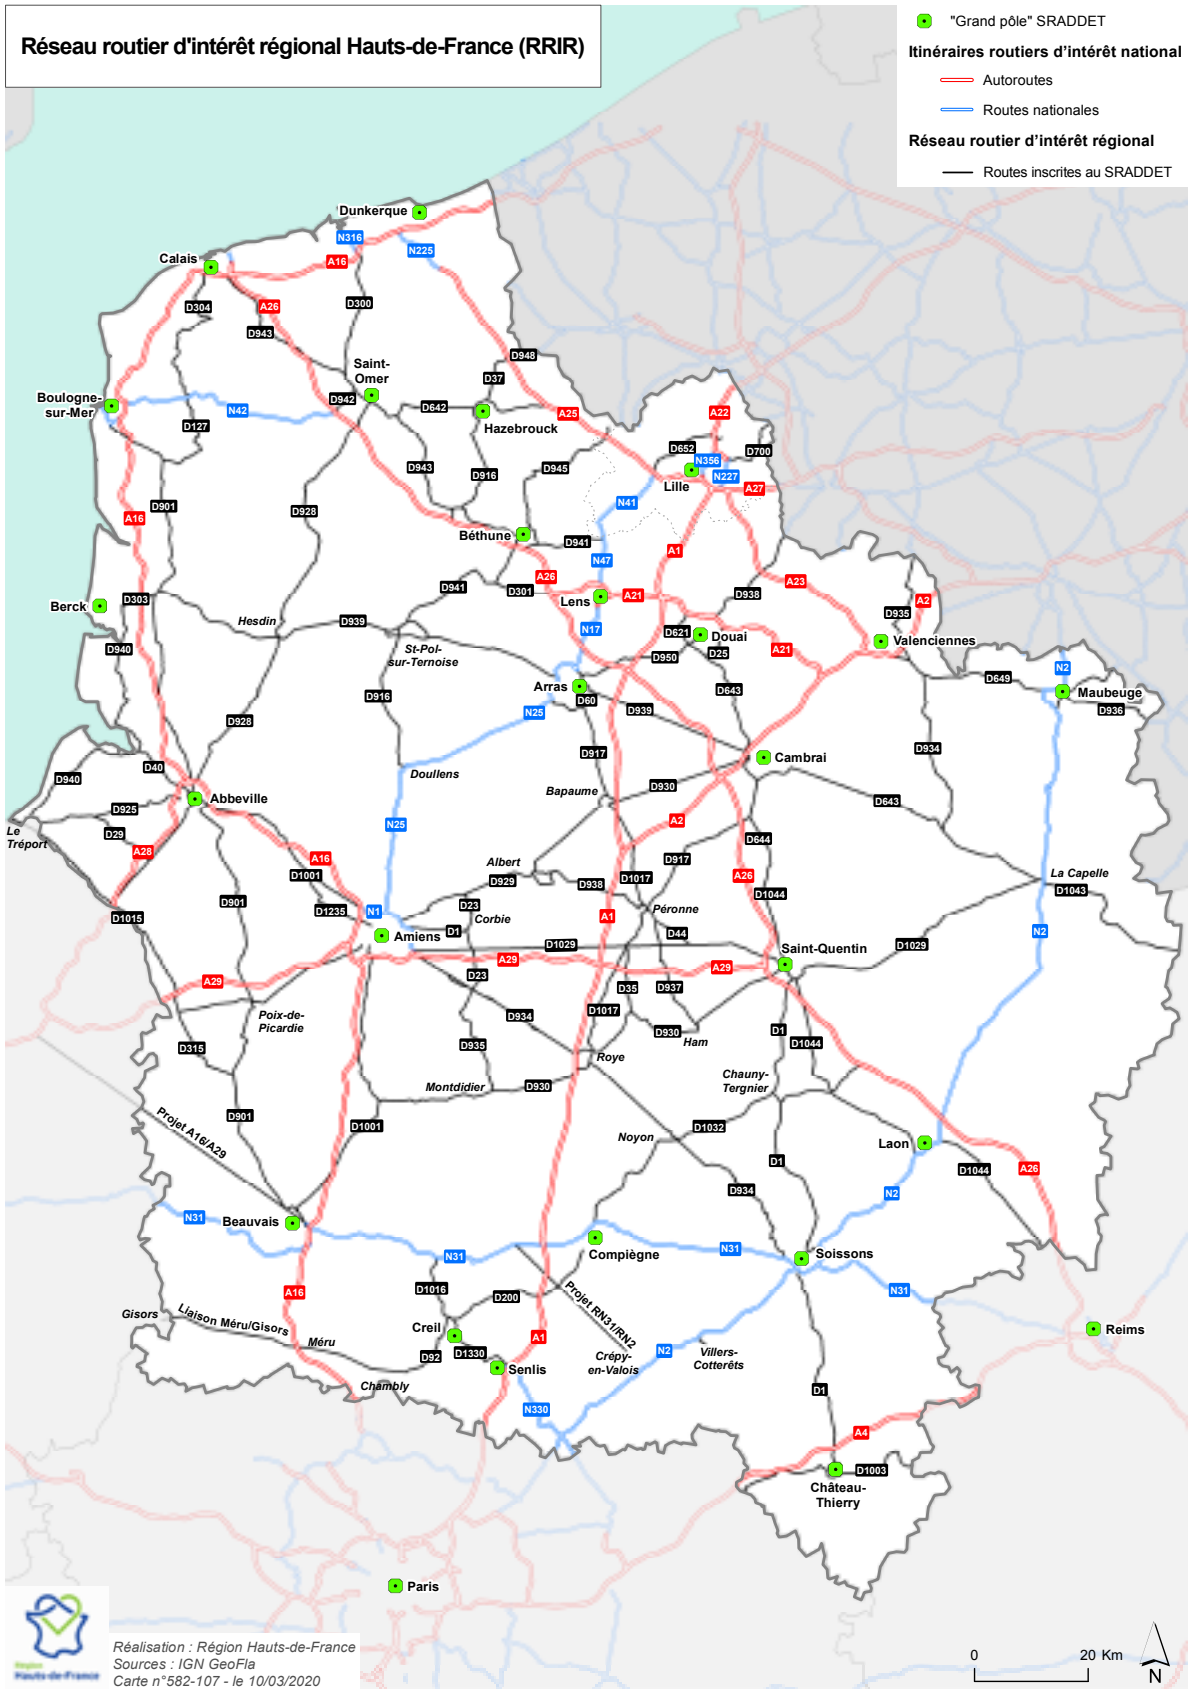 Réseau routier d'intérêt régional Hauts-de-France (RRIR)
"Grand pôle" SRADDET
Itinéraires routiers d'intérêt national
Autoroutes
Routes nationales
Réseau routier d'intérêt régional
Routes inscrites au SRADDET
Dunkerque
N316
N225
Calais
A16
D304
A26
D300
D943
D948
Saint-
Omer
D37
D942
Boulogne-
sur-Mer
N42
D642
A25
A22
Hazebrouck
D127
D652
D700
N356
D943
D916
D945
Lille
N227
A27
D901
N41
D928
A16
Béthune
D941
A1
N47
A26
A23
D941
D301
D938
Berck
D303
Lens
A21
A2
D935
Hesdin
D939
N17
D621
Douai
Valenciennes
D940
St-Pol-
sur-Ternoise
D950
D25
A21
N2
D649
Arras
Maubeuge
D916
D60
D643
D939
D936
N25
D928
D917
D934
D40
Cambrai
D940
Doullens
D930
Bapaume
Abbeville
D643
D925
Le
Tréport
D29
N25
A2
A28
A16
D644
Albert
D917
La Capelle
D1001
D929
D938
D1017
A26
D1043
D901
D1044
D1235
N1
D23
Péronne
D1015
Corbie
A1
Amiens
D1
D44
N2
D1029
Saint-Quentin
D1029
A29
A29
A29
D23
D35
D937
Poix-de-
Picardie
D934
D1017
D1
D930
D315
D935
Ham
D1044
Roye
Chauny-
Tergnier
Montdidier
D930
Projet A16/A29
D901
D1001
D1032
Noyon
Laon
D1
D1044
A26
D934
N2
N31
Beauvais
Compiègne
N31
N31
Soissons
D1016
A16
D200
Projet RN31/RN2
N31
Gisors
Liaison Méru/Gisors
Creil
A1
Reims
Méru
D92
D1330
N2
Villers-
Cotterêts
Crépy-
en-Valois
Senlis
Chambly
D1
N330
A4
D1003
Château-
Thierry
Paris
Région
Hauts-de-France
Réalisation : Région Hauts-de-France
Sources : IGN GeoFla
Carte n°582-107 - le 10/03/2020
0
20 Km
N